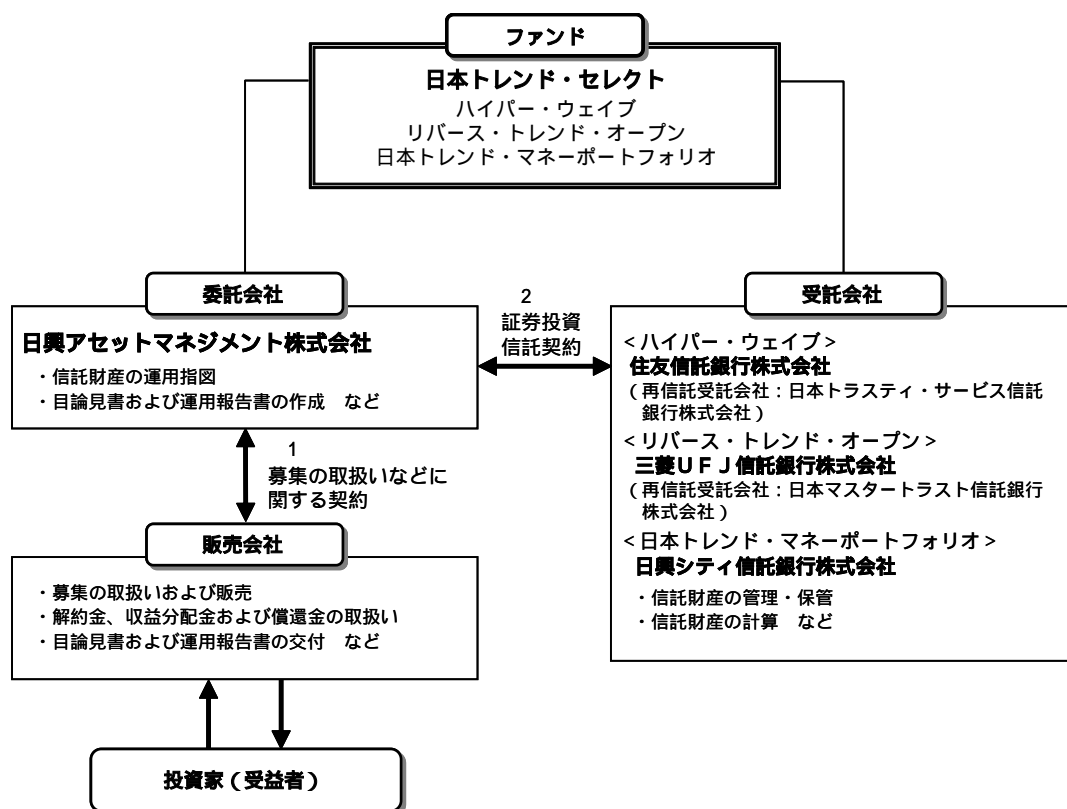 ファンド
日本トレンド・セレクト
ハイパー・ウェイブ
リバース・トレンド・オープン
日本トレンド・マネーポートフォリオ
委託会社
日興アセットマネジメント株式会社
・信託財産の運用指図
・目論見書および運用報告書の作成 など
2
証券投資
信託契約
受託会社
<ハイパー・ウェイブ>
住友信託銀行株式会社
(再信託受託会社:日本トラスティ・サービス信託
銀行株式会社)
<リバース・トレンド・オープン>
三菱UFJ信託銀行株式会社
(再信託受託会社:日本マスタートラスト信託銀行
株式会社)
<日本トレンド・マネーポートフォリオ>
日興シティ信託銀行株式会社
・信託財産の管理・保管
・信託財産の計算 など
1
募集の取扱いなどに
関する契約
販売会社
・募集の取扱いおよび販売
・解約金、収益分配金および償還金の取扱い
・目論見書および運用報告書の交付 など
投資家(受益者)